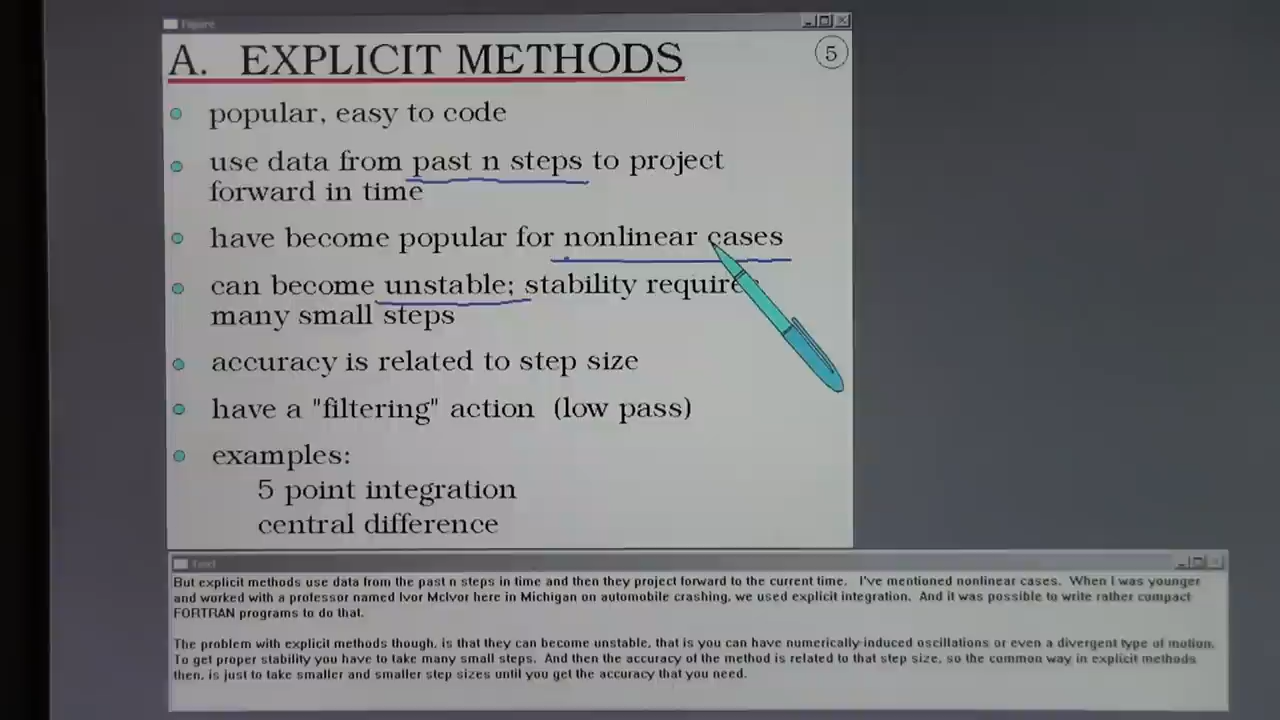 Figure
A. EXPLICIT METHODS
5
popular, easy to code
use data from past n steps to project
forward in time
have become popular for nonlinear cases
can become unstable; stability requires
many small steps
accuracy is related to step size
have a "filtering" action (low pass)
examples:
5 point integration
central difference
Text
But explicit methods use data from the past n steps in time and then they project forward to the current time. I've mentioned nonlinear cases. When I was younger
and worked with a professor named Ivor McIvor here in Michigan on automobile crashing, we used explicit integration. And it was possible to write rather compact
FORTRAN programs to do that.
The problem with explicit methods though, is that they can become unstable, that is you can have numerically-induced oscillations or even a divergent type of motion.
To get proper stability you have to take many small steps. And then the accuracy of the method is related to that step size, so the common way in explicit methods
then, is just to take smaller and smaller step sizes until you get the accuracy that you need.